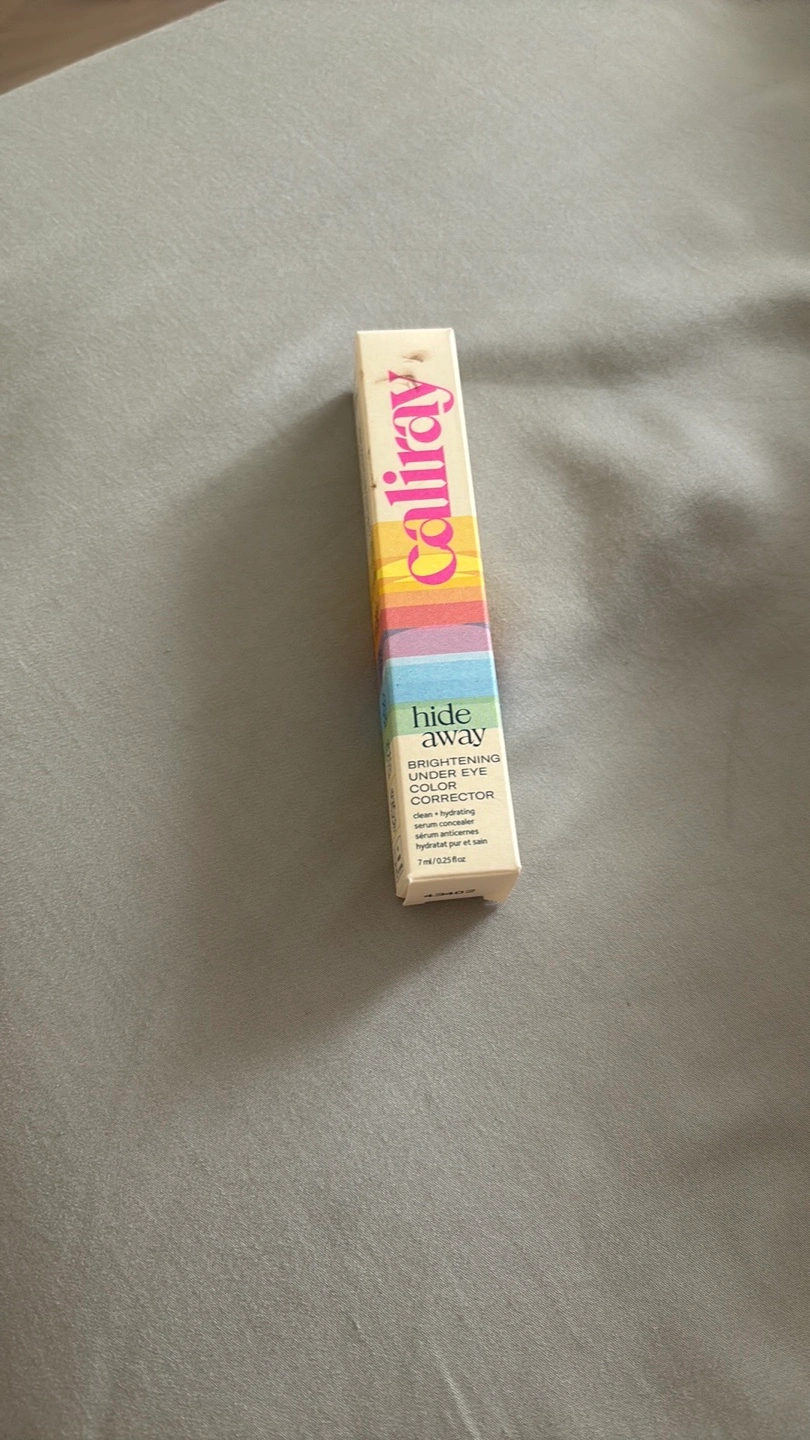 caliray
hide
away
BRIGHTENING
UNDER EYE
COLOR
CORRECTOR
clean + hydrating
serum concealer
sérum anticernes
hydratat pur et sain
7 ml / 0.25 fl oz